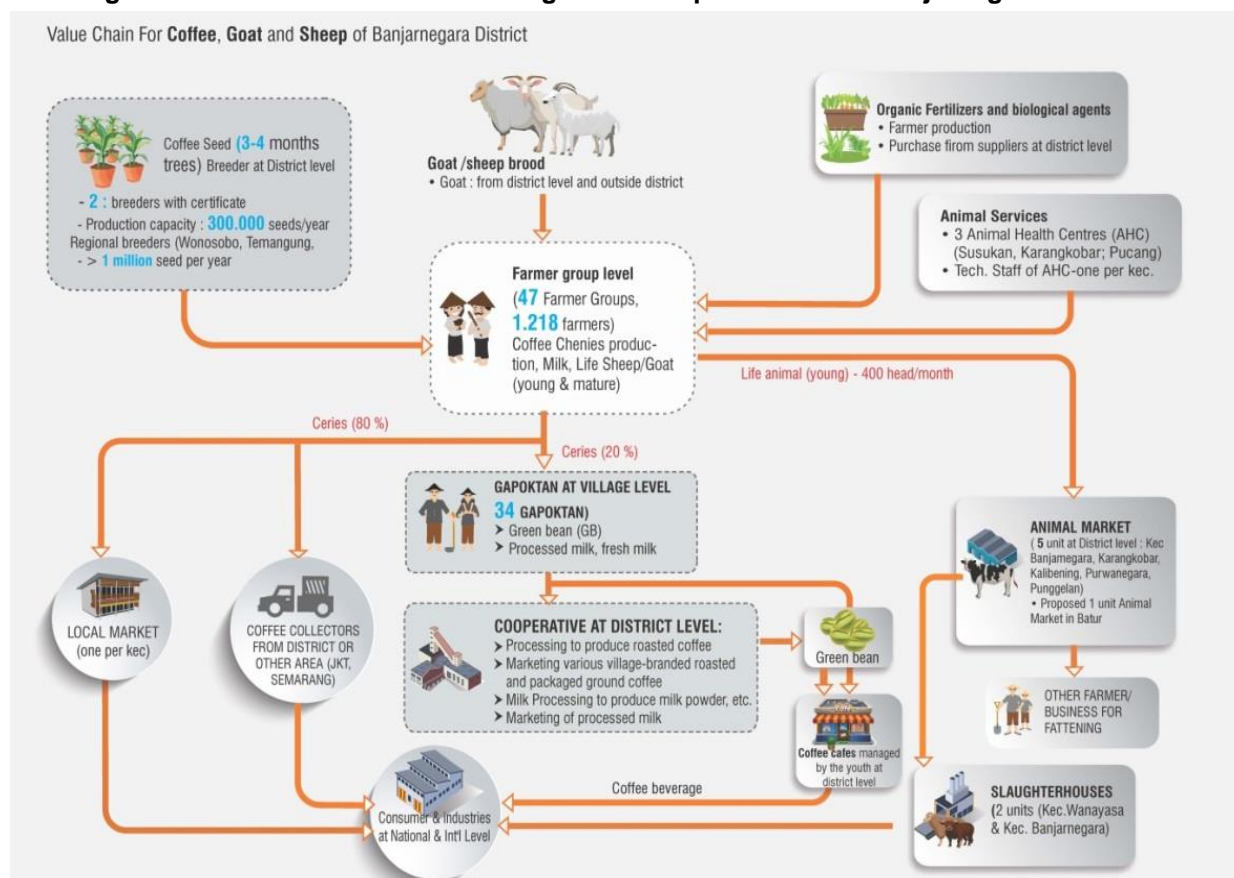 Value Chain For Coffee, Goat and Sheep of Banjarnegara District
Coffee Seed (3-4 months
trees) Breeder at District level
- 2 : breeders with certificate
- Production capacity : 300.000 seeds/year
Regional breeders (Wonosobo, Temangung,
- > 1 million seed per year
Goat /sheep brood
• Goat : from district level and outside district
Organic Fertilizers and biological agents
• Farmer production
• Purchase firom suppliers at district level
Animal Services
• 3 Animal Health Centres (AHC)
(Susukan, Karangkobar; Pucang)
• Tech. Staff of AHC-one per kec.
Farmer group level
(47 Farmer Groups,
1.218 farmers)
Coffee Chenies produc-
tion, Milk, Life Sheep/Goat
(young & mature)
Life animal (young) - 400 head/month
Ceries (80 %)
Ceries (20 %)
GAPOKTAN AT VILLAGE LEVEL
34 GAPOKTAN)
➤ Green bean (GB)
➤ Processed milk, fresh milk
LOCAL MARKET
(one per kec)
COFFEE COLLECTORS
FROM DISTRICT OR
OTHER AREA (JKT,
SEMARANG)
COOPERATIVE AT DISTRICT LEVEL:
➤ Processing to produce roasted coffee
➤ Marketing various village-branded roasted
and packaged ground coffee
➤ Milk Processing to produce milk powder, etc.
➤ Marketing of processed milk
Green bean
Coffee cafes managed
by the youth at
district level
ANIMAL MARKET
( 5 unit at District level : Kec
Banjamegara, Karangkobar,
Kalibening, Purwanegara,
Punggelan)
• Proposed 1 unit Animal
Market in Batur
OTHER FARMER/
BUSINESS FOR
FATTENING
SLAUGHTERHOUSES
(2 units (Kec.Wanayasa
& Kec. Banjarnegara)
Coffee beverage
Consumer & Industries
at National & Int'l Level